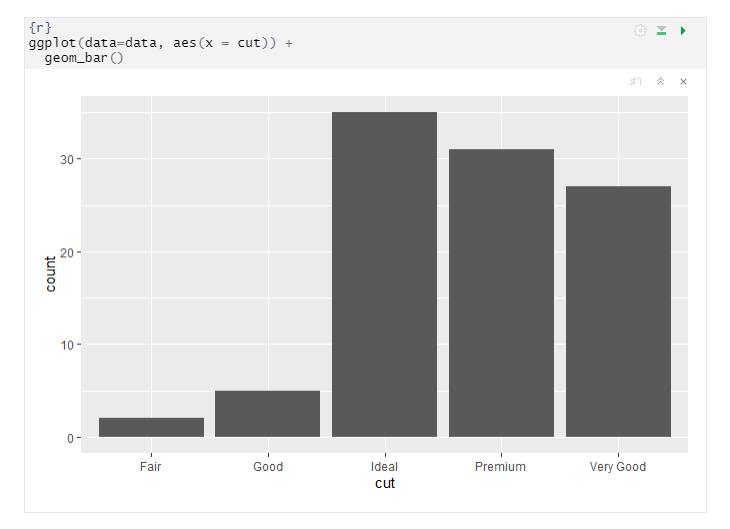 {r}
ggplot(data=data, aes(x = cut)) +
  geom_bar()
30
20
10
0
count
Fair Good Ideal Premium Very Good
cut